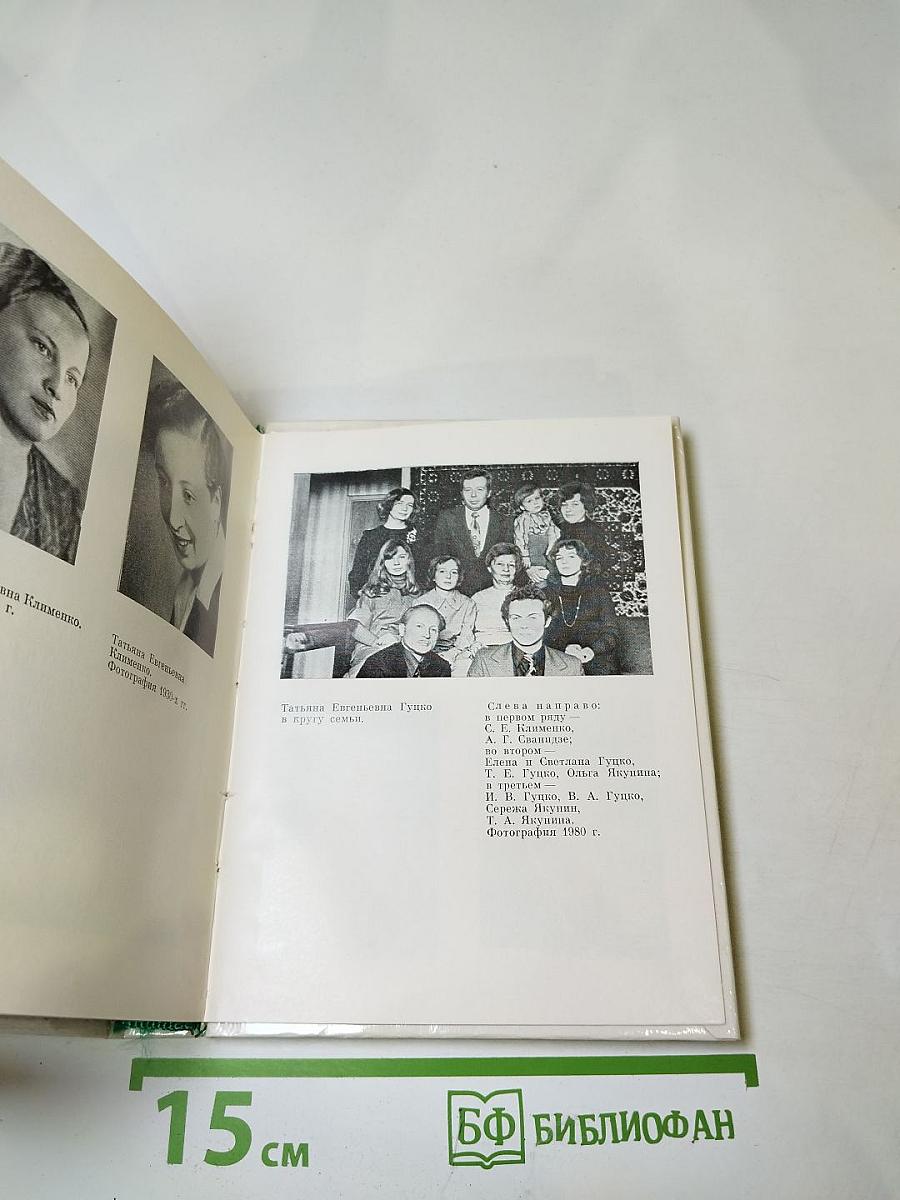 вна Клименко.
г.
Татьяна Евгеньевна
Клименко.
Фотография 1930-х гг.
Татьяна Евгеньевна Гуцко
в кругу семьи.
Слева направо:
в первом ряду —
С. Е. Клименко,
А. Г. Сванидзе;
во втором —
Елена и Светлана Гуцко,
Т. Е. Гуцко, Ольга Якунина;
в третьем —
И. В. Гуцко, В. А. Гуцко,
Сережа Якунин,
Т. А. Якунина.
Фотография 1980 г.
15 см
БФ БИБЛИОФАН